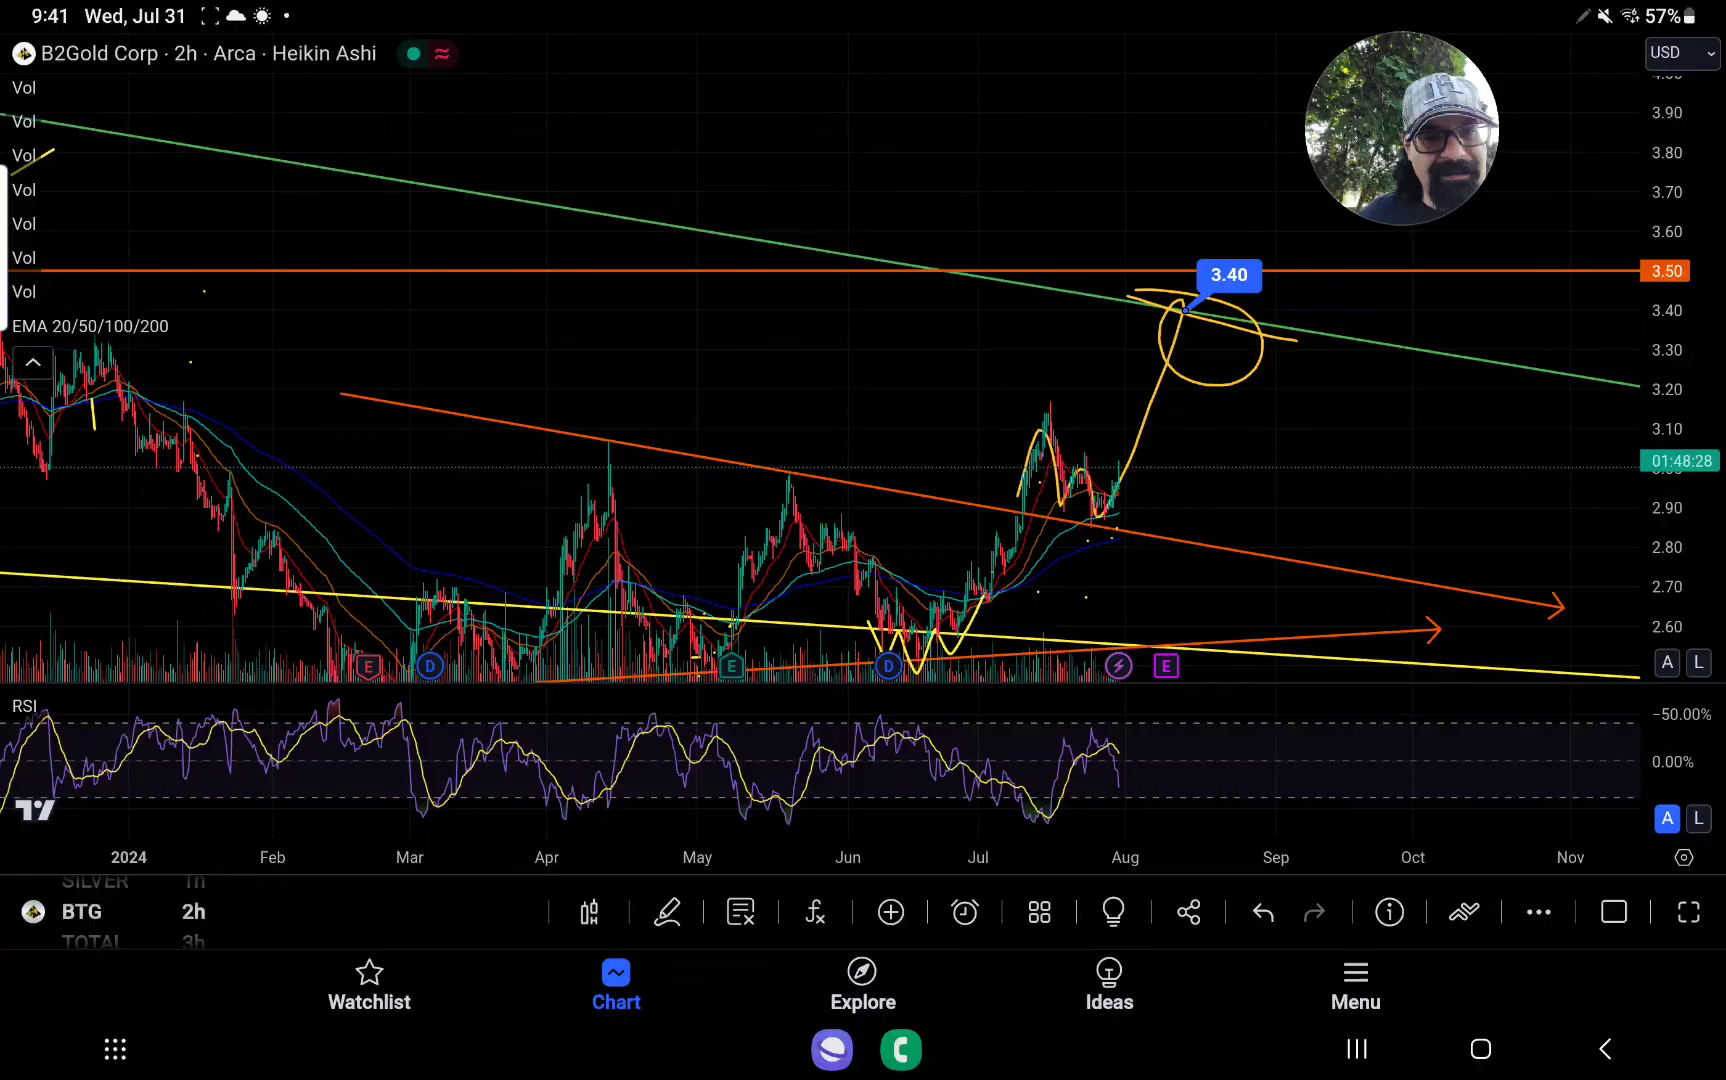 9:41 Wed, Jul 31 57%
B2Gold Corp · 2h · Arca · Heikin Ashi
USD
Vol
Vol
Vol
Vol
Vol
Vol
Vol
EMA 20/50/100/200
3.90
3.80
3.70
3.60
3.50
3.40
3.40
3.30
3.20
3.10
01:48:28
2.90
2.80
2.70
2.60
E D E D E
A L
RSI
-50.00%
0.00%
A L
2024 Feb Mar Apr May Jun Jul Aug Sep Oct Nov
SILVER 1h
BTG 2h
TOTAL 3h
Watchlist Chart Explore Ideas Menu